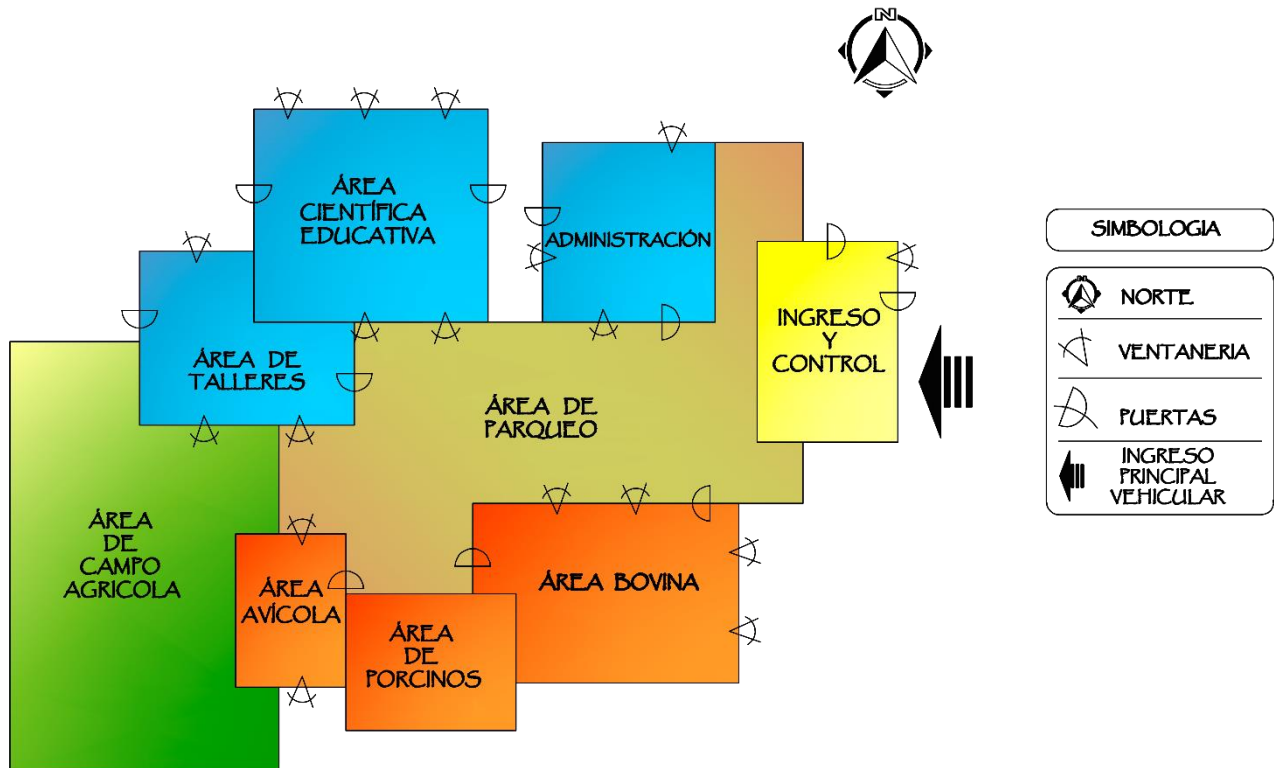 N
ÁREA
CIENTÍFICA
EDUCATIVA
ADMINISTRACIÓN
INGRESO
Y
CONTROL
ÁREA DE
TALLERES
ÁREA DE
PARQUEO
ÁREA
DE
CAMPO
AGRICOLA
ÁREA
AVÍCOLA
ÁREA
DE
PORCINOS
ÁREA BOVINA
SIMBOLOGIA
N
NORTE
VENTANERIA
PUERTAS
INGRESO
PRINCIPAL
VEHICULAR